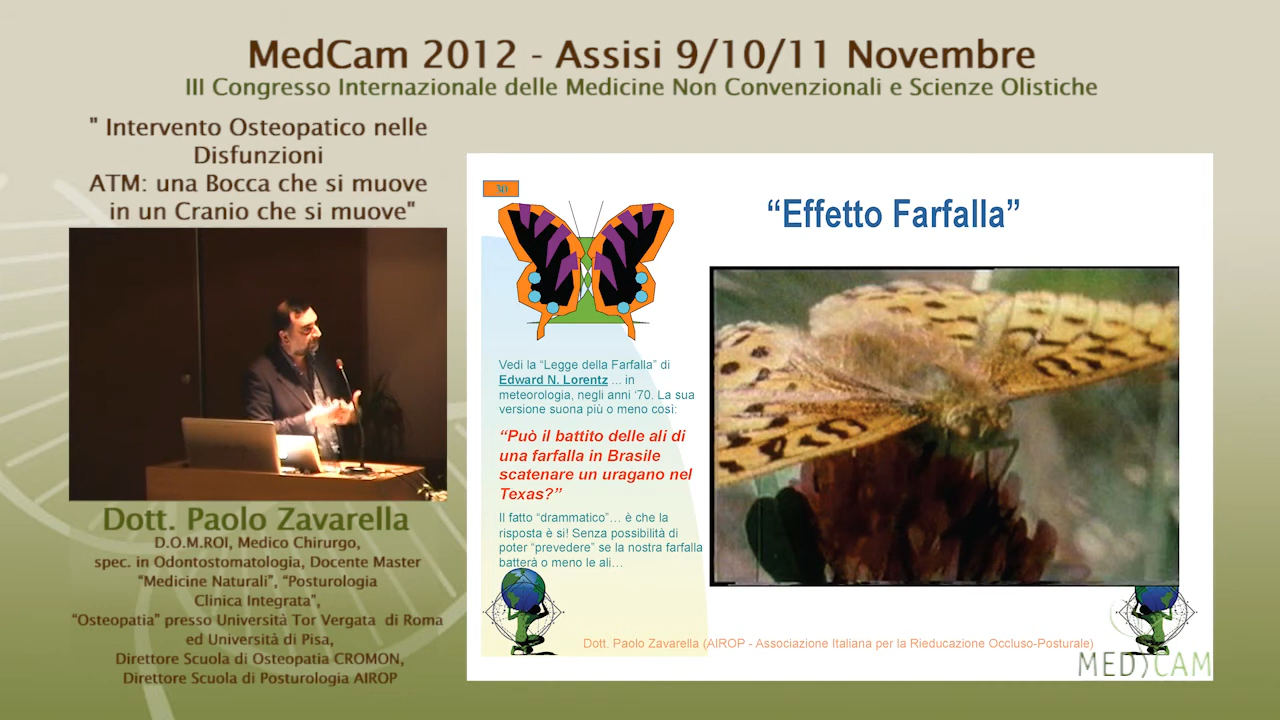 MedCam 2012 - Assisi 9/10/11 Novembre
III Congresso Internazionale delle Medicine Non Convenzionali e Scienze Olistiche
" Intervento Osteopatico nelle
Disfunzioni
ATM: una Bocca che si muove
in un Cranio che si muove"
Dott. Paolo Zavarella
D.O.M.ROI, Medico Chirurgo,
spec. in Odontostomatologia, Docente Master
“Medicine Naturali”, “Posturologia
Clinica Integrata”,
“Osteopatia” presso Università Tor Vergata di Roma
ed Università di Pisa,
Direttore Scuola di Osteopatia CROMON,
Direttore Scuola di Posturologia AIROP
“Effetto Farfalla”
Vedi la “Legge della Farfalla” di
Edward N. Lorentz ... in
meteorologia, negli anni ‘70. La sua
versione suona più o meno così:
“Può il battito delle ali di
una farfalla in Brasile
scatenare un uragano nel
Texas?”
Il fatto “drammatico”… è che la
risposta è si! Senza possibilità di
poter “prevedere” se la nostra farfalla
batterà o meno le ali…
Dott. Paolo Zavarella (AIROP - Associazione Italiana per la Rieducazione Occluso-Posturale)
MED)CAM